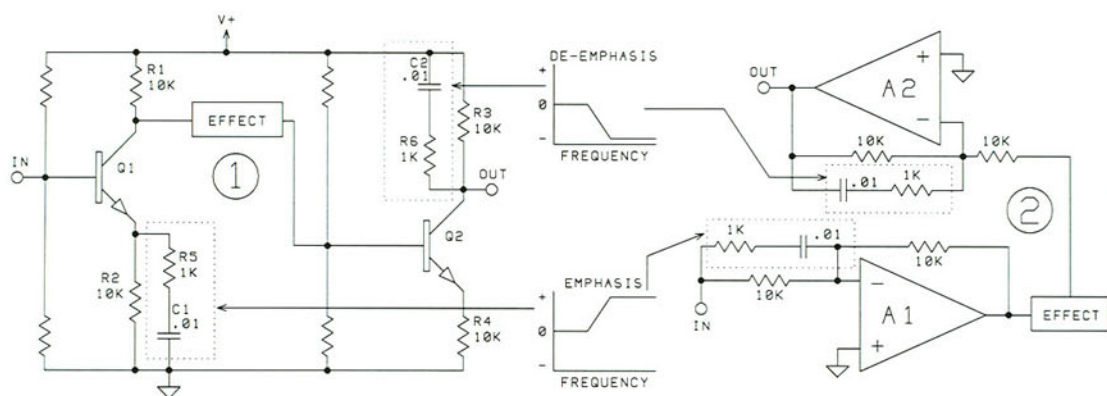 V+
R1
10K
EFFECT
Q1
IN
1
R2
10K
R5
1K
C1
.01
C2
.01
R6
1K
R3
10K
OUT
Q2
R4
10K
DE-EMPHASIS
+
0
-
FREQUENCY
EMPHASIS
+
0
-
FREQUENCY
OUT
A2
+
-
10K
10K
.01
1K
2
1K
.01
10K
10K
IN
A1
-
+
EFFECT